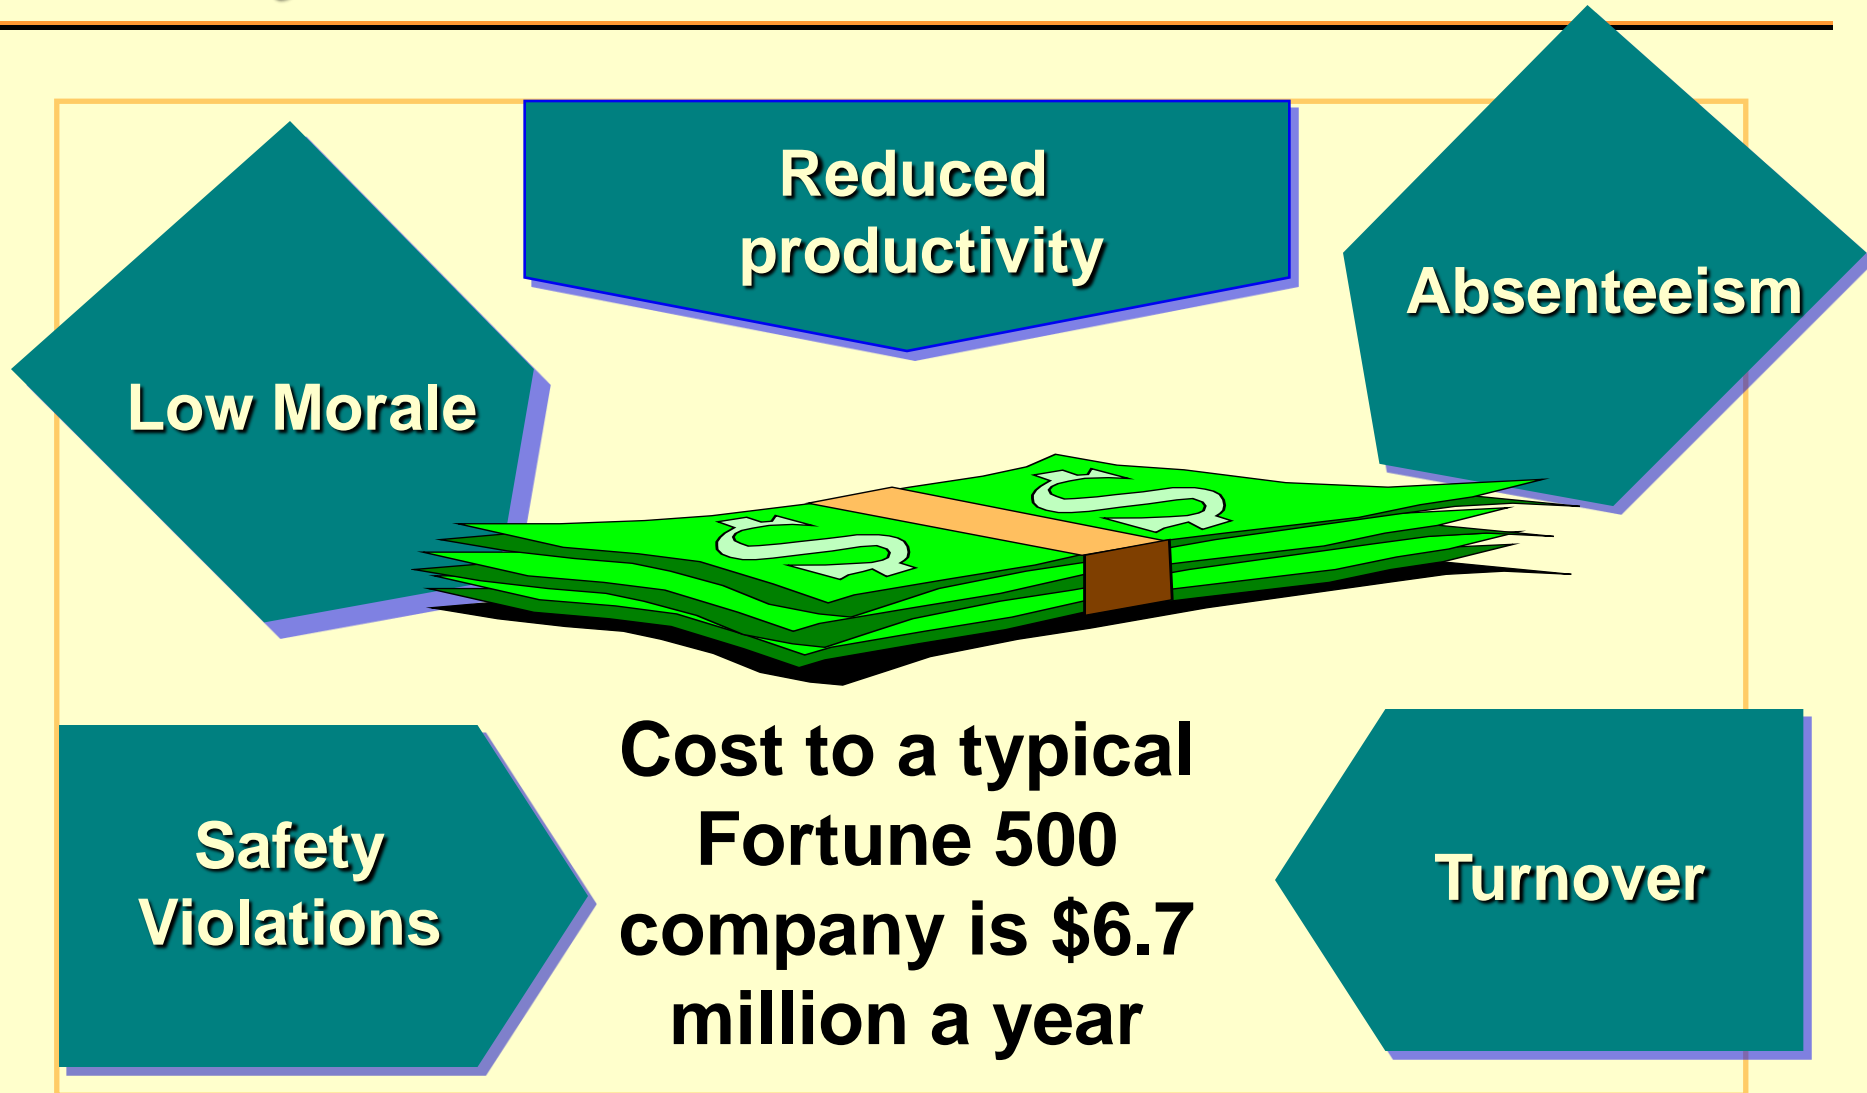 Reduced
productivity
Absenteeism
Low Morale
Cost to a typical
Fortune 500
company is $6.7
million a year
Safety
Violations
Turnover